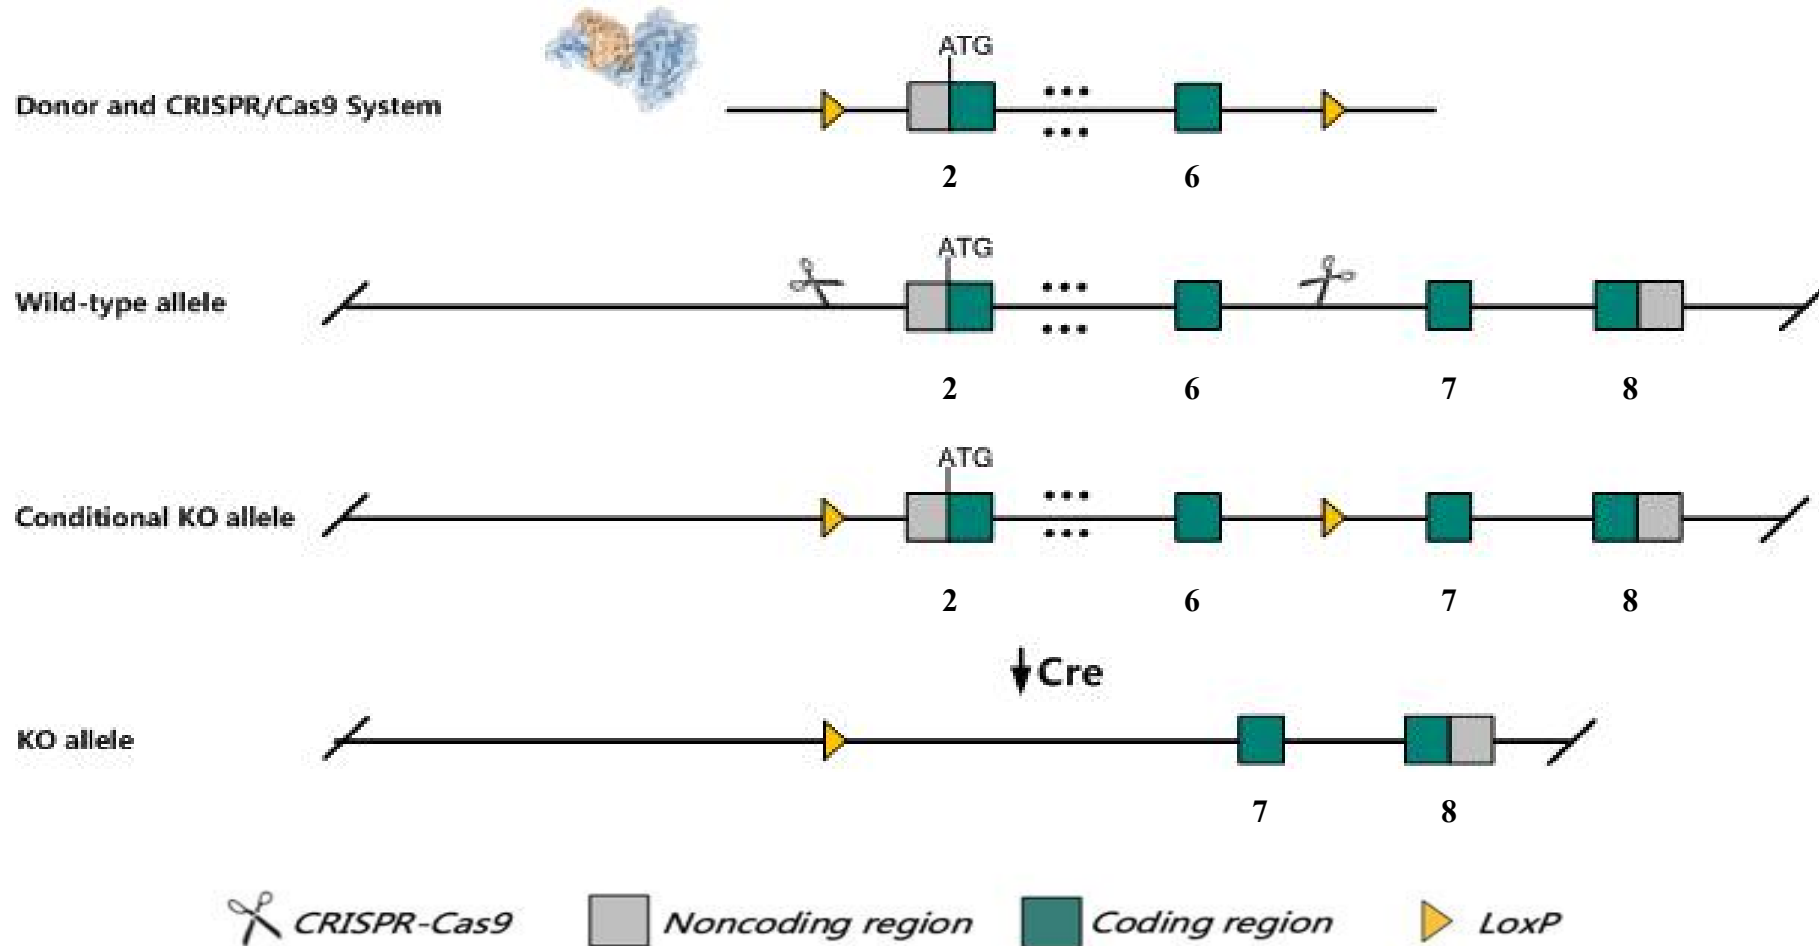 ATG
Donor and CRISPR/Cas9 System
2 6
ATG
Wild-type allele
2 6 7 8
ATG
Conditional KO allele
2 6 7 8
Cre
KO allele
7 8
CRISPR-Cas9 Noncoding region Coding region LoxP